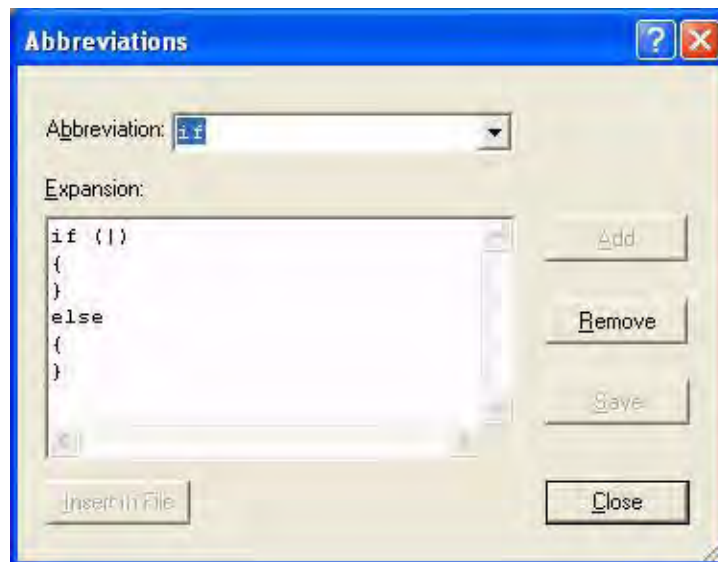 Abbreviations
Abbreviation: if
Expansion:
if (|)
{
}
else
{
}
Add
Remove
Save
Insert in File
Close